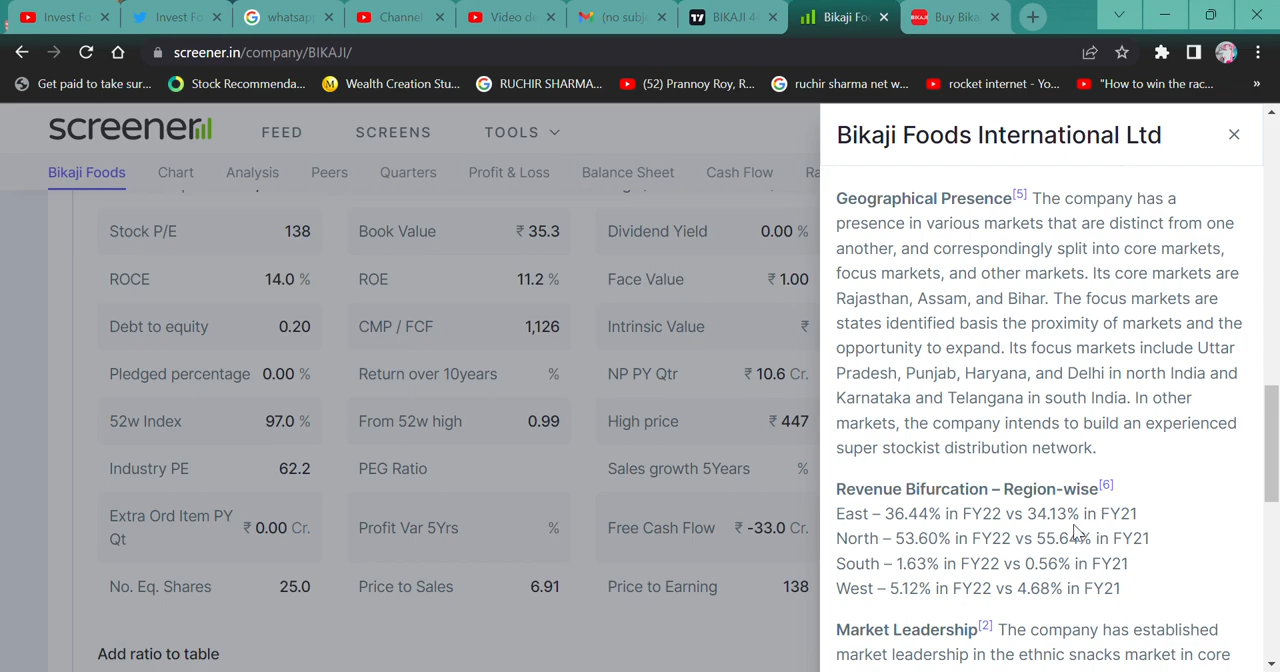 Invest Fo
Invest Fo
whatsapp
Channel
Video de
(no subj
BIKAJI 4
Bikaji Foo
Buy Bika
screener.in/company/BIKAJI/
Get paid to take sur...
Stock Recommenda...
Wealth Creation Stu...
RUCHIR SHARMA...
(52) Prannoy Roy, R...
ruchir sharma net w...
rocket internet - Yo...
"How to win the rac...
»
screener
FEED
SCREENS
TOOLS
Bikaji Foods
Chart
Analysis
Peers
Quarters
Profit & Loss
Balance Sheet
Cash Flow
Ra
Stock P/E 138
Book Value ₹ 35.3
Dividend Yield 0.00 %
ROCE 14.0 %
ROE 11.2 %
Face Value ₹ 1.00
Debt to equity 0.20
CMP / FCF 1,126
Intrinsic Value ₹
Pledged percentage 0.00 %
Return over 10years %
NP PY Qtr ₹ 10.6 Cr.
52w Index 97.0 %
From 52w high 0.99
High price ₹ 447
Industry PE 62.2
PEG Ratio
Sales growth 5Years %
Extra Ord Item PY
Qt ₹ 0.00 Cr.
Profit Var 5Yrs %
Free Cash Flow ₹ -33.0 Cr.
No. Eq. Shares 25.0
Price to Sales 6.91
Price to Earning 138
Add ratio to table
Bikaji Foods International Ltd
Geographical Presence[5] The company has a
presence in various markets that are distinct from one
another, and correspondingly split into core markets,
focus markets, and other markets. Its core markets are
Rajasthan, Assam, and Bihar. The focus markets are
states identified basis the proximity of markets and the
opportunity to expand. Its focus markets include Uttar
Pradesh, Punjab, Haryana, and Delhi in north India and
Karnataka and Telangana in south India. In other
markets, the company intends to build an experienced
super stockist distribution network.
Revenue Bifurcation – Region-wise[6]
East – 36.44% in FY22 vs 34.13% in FY21
North – 53.60% in FY22 vs 55.64% in FY21
South – 1.63% in FY22 vs 0.56% in FY21
West – 5.12% in FY22 vs 4.68% in FY21
Market Leadership[2] The company has established
market leadership in the ethnic snacks market in core